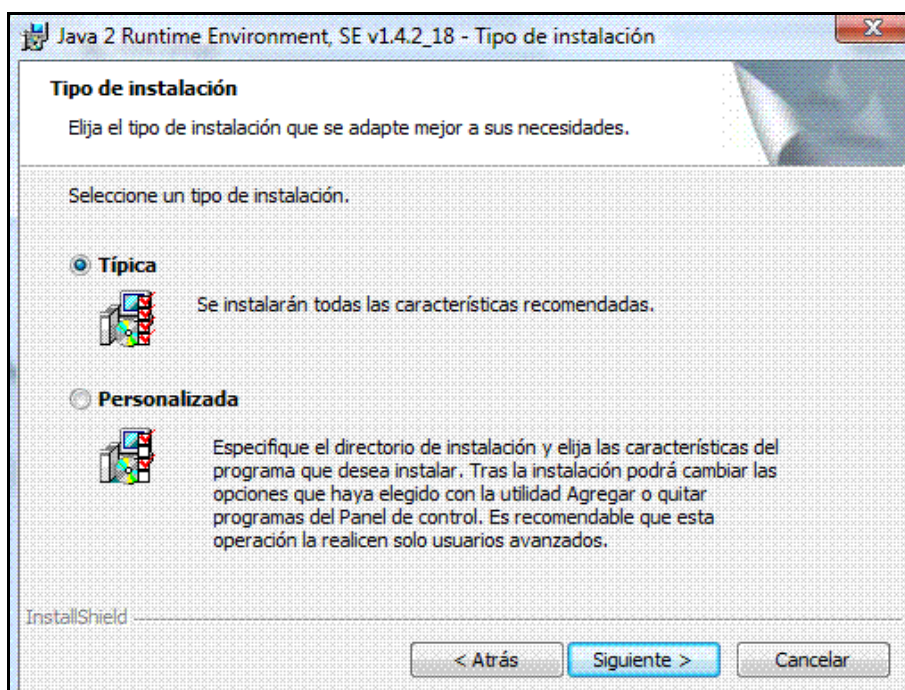 Java 2 Runtime Environment, SE v1.4.2_18 - Tipo de instalación
Tipo de instalación
Elija el tipo de instalación que se adapte mejor a sus necesidades.
Seleccione un tipo de instalación.
Típica
Se instalarán todas las características recomendadas.
Personalizada
Especifique el directorio de instalación y elija las características del
programa que desea instalar. Tras la instalación podrá cambiar las
opciones que haya elegido con la utilidad Agregar o quitar
programas del Panel de control. Es recomendable que esta
operación la realicen solo usuarios avanzados.
InstallShield
< Atrás
Siguiente >
Cancelar